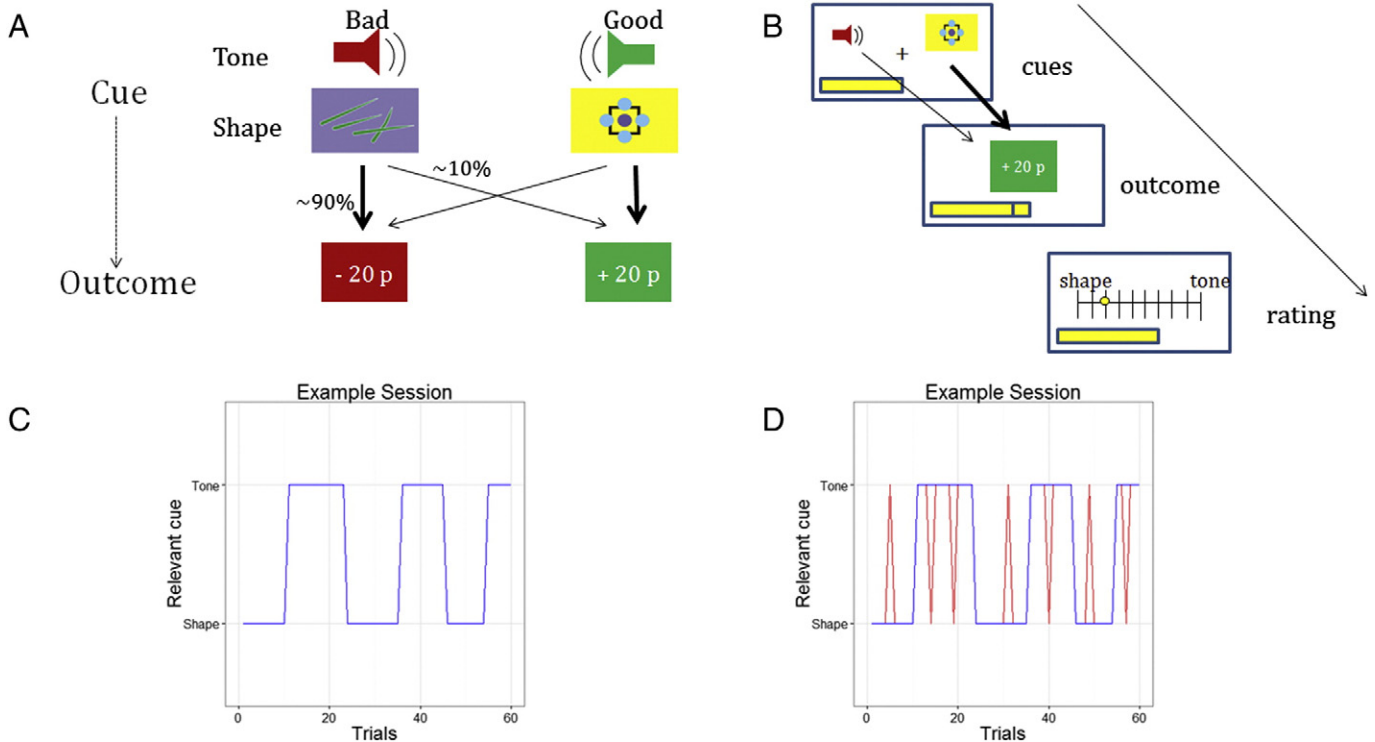 A
Bad
Good
Tone
Cue
Shape
~10%
~90%
Outcome
- 20 p
+ 20 p
B
+
cues
+ 20 p
outcome
shape
tone
rating
C
Example Session
Tone
Relevant cue
Shape
0
20
40
60
Trials
D
Example Session
Tone
Relevant cue
Shape
0
20
40
60
Trials